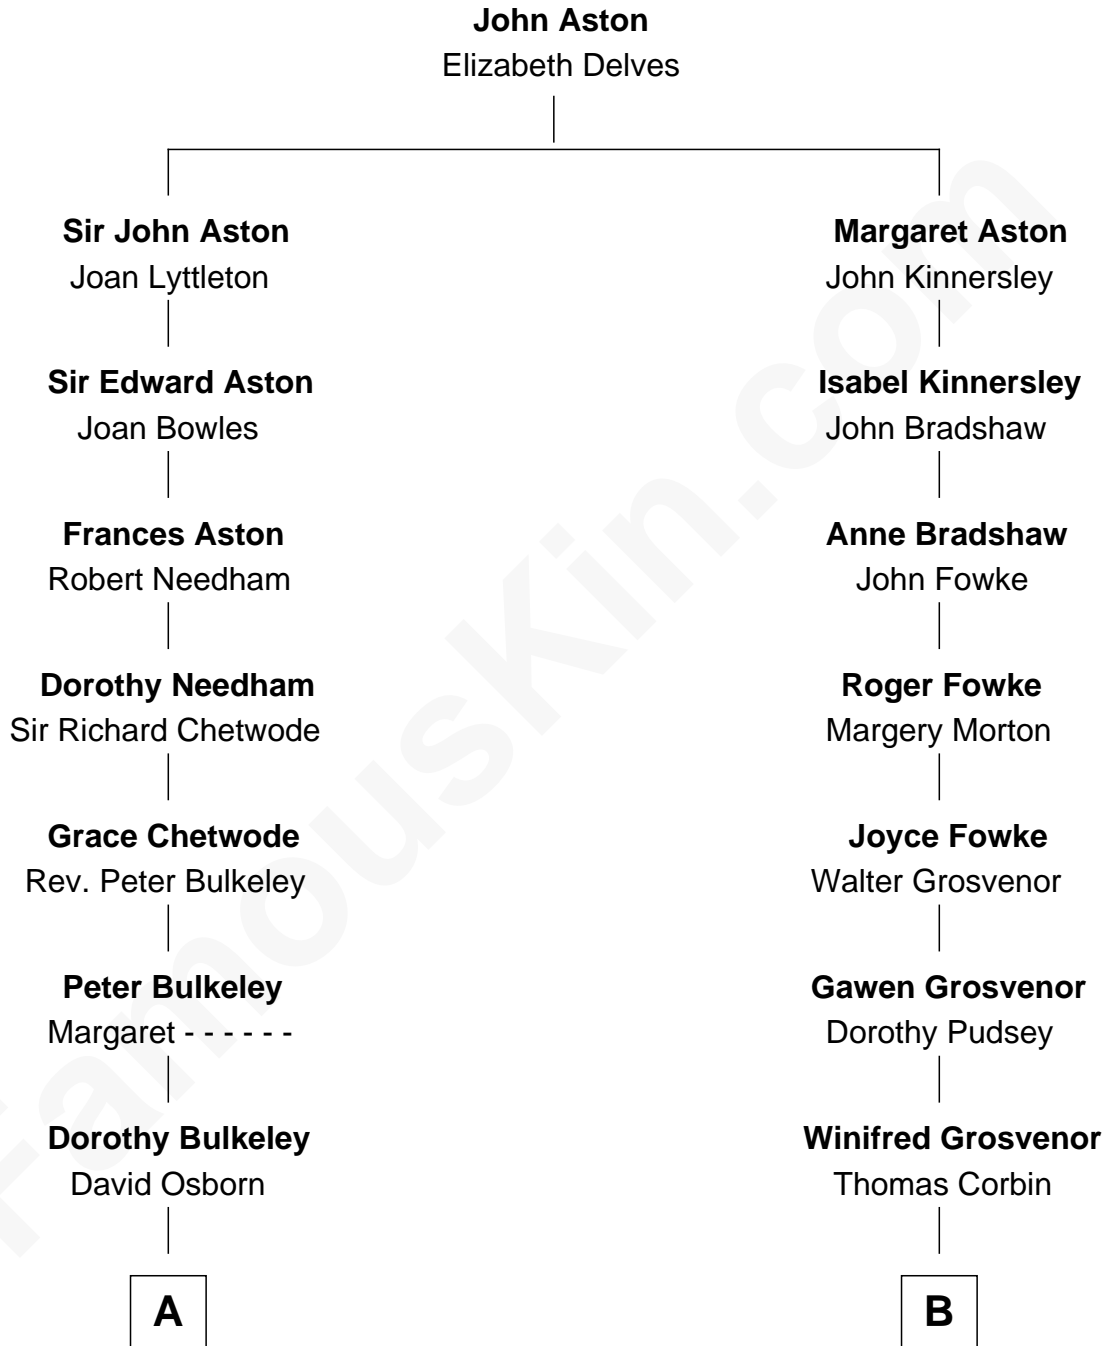 John Aston
Elizabeth Delves
Sir John Aston
Joan Lyttleton
Margaret Aston
John Kinnersley
Sir Edward Aston
Joan Bowles
Isabel Kinnersley
John Bradshaw
Frances Aston
Robert Needham
Anne Bradshaw
John Fowke
Dorothy Needham
Sir Richard Chetwode
Roger Fowke
Margery Morton
Grace Chetwode
Rev. Peter Bulkeley
Joyce Fowke
Walter Grosvenor
Peter Bulkeley
Margaret - - - - - -
Gawen Grosvenor
Dorothy Pudsey
Dorothy Bulkeley
David Osborn
Winifred Grosvenor
Thomas Corbin
A
B
FamousKin.com